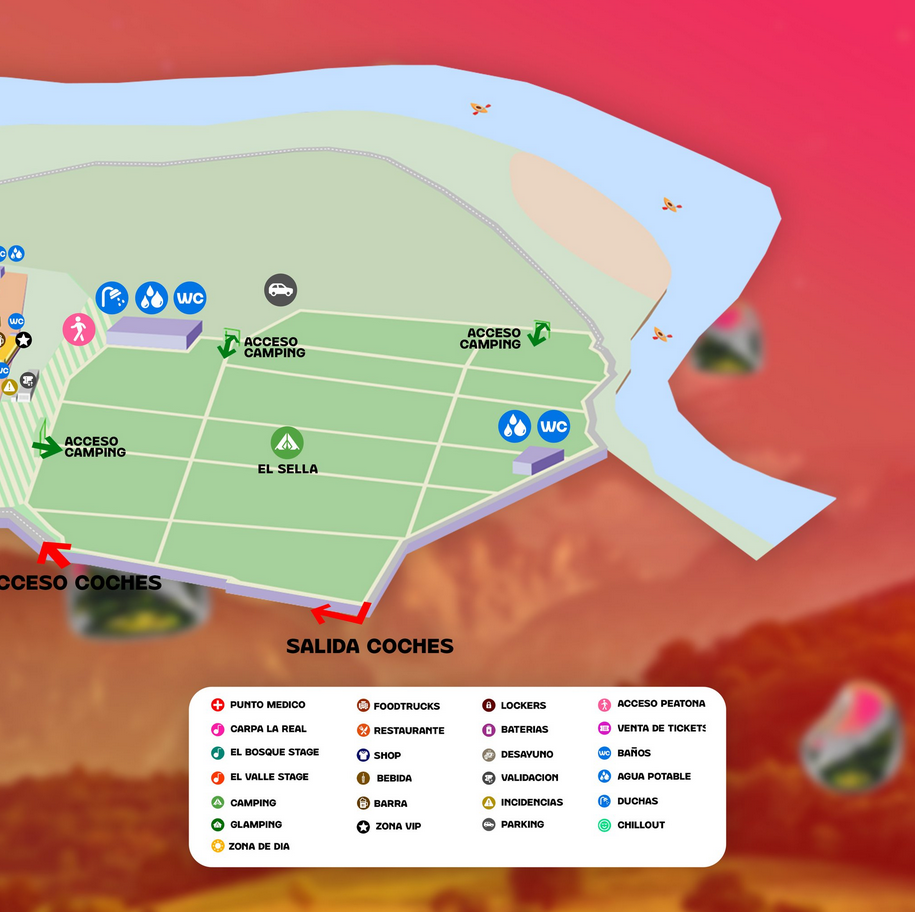 WC
WC
WC
WC
ACCESO
CAMPING
ACCESO
CAMPING
WC
ACCESO
CAMPING
EL SELLA
CCESO COCHES
SALIDA COCHES
PUNTO MEDICO
CARPA LA REAL
EL BOSQUE STAGE
EL VALLE STAGE
CAMPING
GLAMPING
ZONA DE DIA
FOODTRUCKS
RESTAURANTE
SHOP
BEBIDA
BARRA
ZONA VIP
LOCKERS
BATERIAS
DESAYUNO
VALIDACION
INCIDENCIAS
PARKING
ACCESO PEATONA
VENTA DE TICKETS
WC BAÑOS
AGUA POTABLE
DUCHAS
CHILLOUT